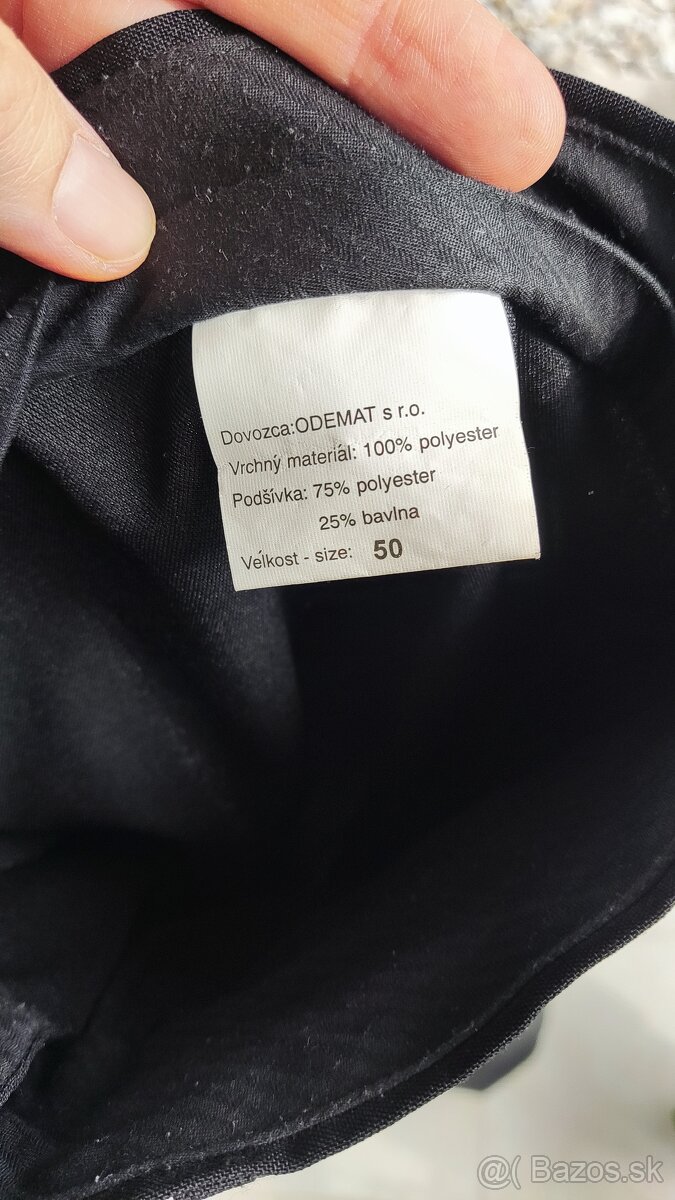 Dovozca:ODEMAT s r.o.
Vrchný materiál: 100% polyester
Podšívka: 75% polyester
25% bavlna
Veľkost - size: 50
@( Bazos.sk